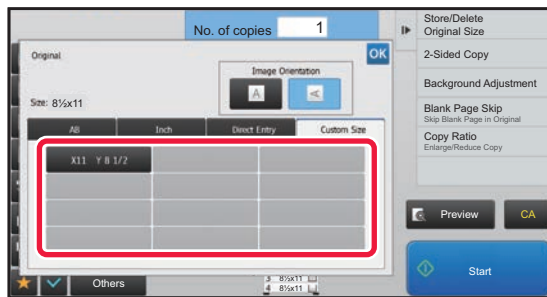 No. of copies 1
Original
OK
Image Orientation
A A
Size: 8½x11
AB Inch Direct Entry Custom Size
X11 Y 8 1/2
Others
3 8½x11
4 8½x11
Store/Delete
Original Size
2-Sided Copy
Background Adjustment
Blank Page Skip
Skip Blank Page in Original
Copy Ratio
Enlarge/Reduce Copy
Preview CA
Start